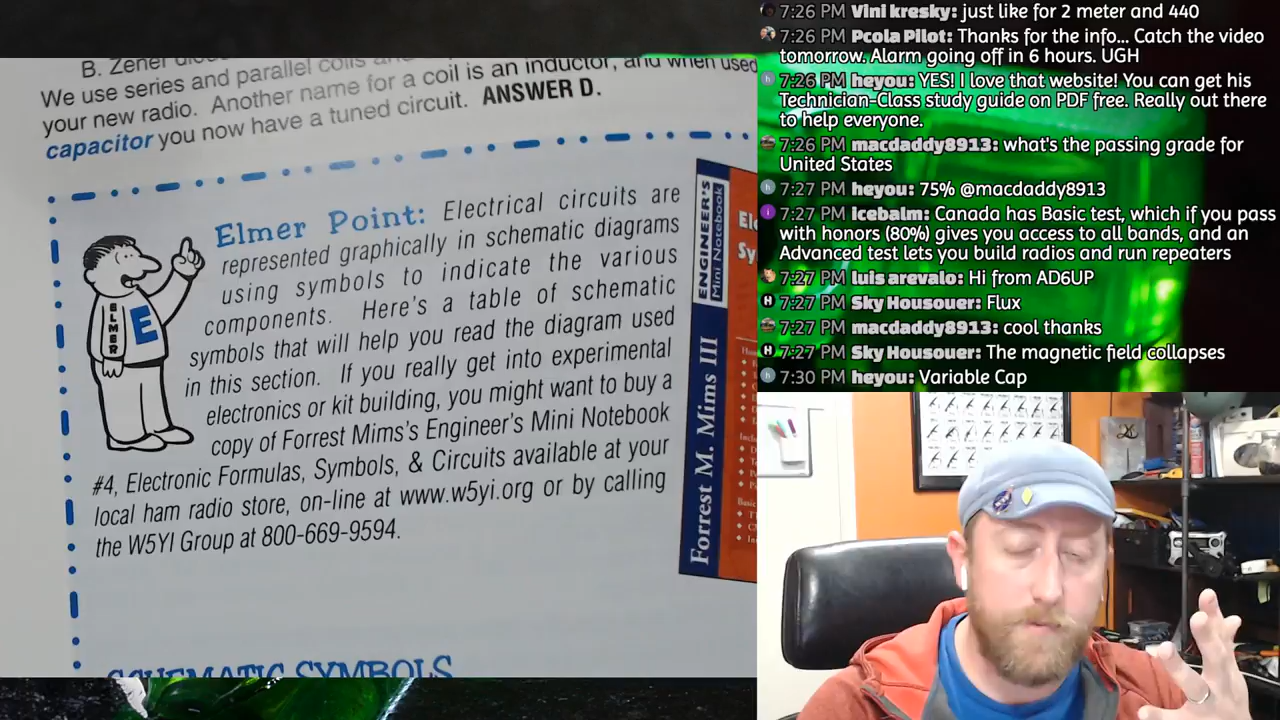 B. Zener
We use series and parallel coils
your new radio. Another name for a coil is an inductor, and when used
capacitor you now have a tuned circuit. ANSWER D.
Elmer Point: Electrical circuits are
represented graphically in schematic diagrams
using symbols to indicate the various
components. Here's a table of schematic
symbols that will help you read the diagram used
in this section. If you really get into experimental
electronics or kit building, you might want to buy a
copy of Forrest Mims's Engineer's Mini Notebook
#4, Electronic Formulas, Symbols, & Circuits available at your
local ham radio store, on-line at www.w5yi.org or by calling
the W5YI Group at 800-669-9594.
ELMER
E
SCHEMATIC SYMBOLS
ENGINEER'S
Mini Notebook
Forrest M. Mims III
7:26 PM Vini kresky: just like for 2 meter and 440
7:26 PM Pcola Pilot: Thanks for the info... Catch the video
tomorrow. Alarm going off in 6 hours. UGH
7:26 PM heyou: YES! I love that website! You can get his
Technician-Class study guide on PDF free. Really out there
to help everyone.
7:26 PM macdaddy8913: what's the passing grade for
United States
7:27 PM heyou: 75% @macdaddy8913
7:27 PM Icebalm: Canada has Basic test, which if you pass
with honors (80%) gives you access to all bands, and an
Advanced test lets you build radios and run repeaters
7:27 PM luis arevalo: Hi from AD6UP
7:27 PM Sky Housouer: Flux
7:27 PM macdaddy8913: cool thanks
7:27 PM Sky Housouer: The magnetic field collapses
7:30 PM heyou: Variable Cap